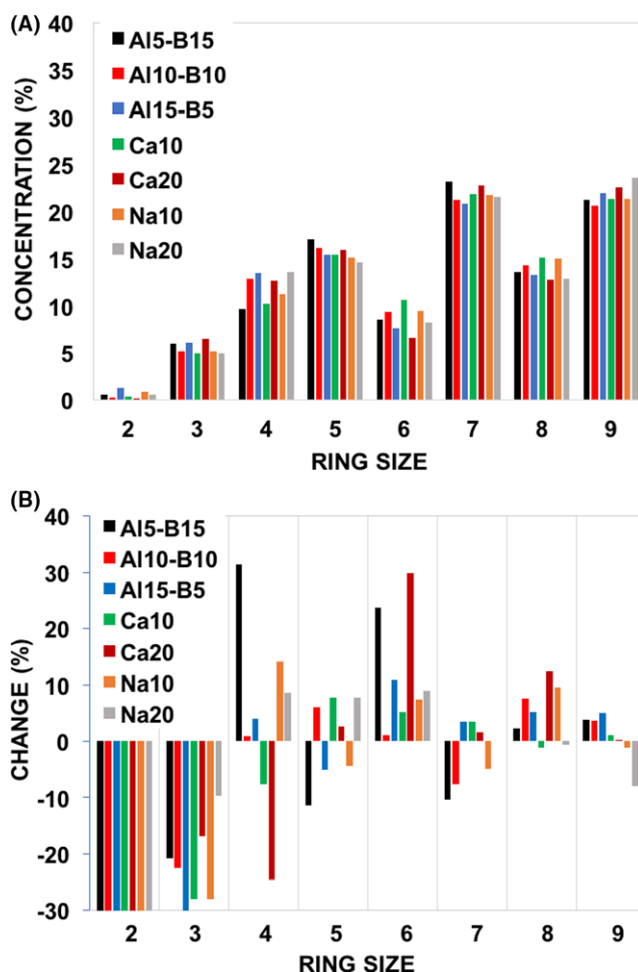 (A)
40
35
30
25
20
15
10
5
0
CONCENTRATION (%)
Al5-B15
Al10-B10
Al15-B5
Ca10
Ca20
Na10
Na20
2 3 4 5 6 7 8 9
RING SIZE
(B)
40
30
20
10
0
-10
-20
-30
CHANGE (%)
Al5-B15
Al10-B10
Al15-B5
Ca10
Ca20
Na10
Na20
2 3 4 5 6 7 8 9
RING SIZE